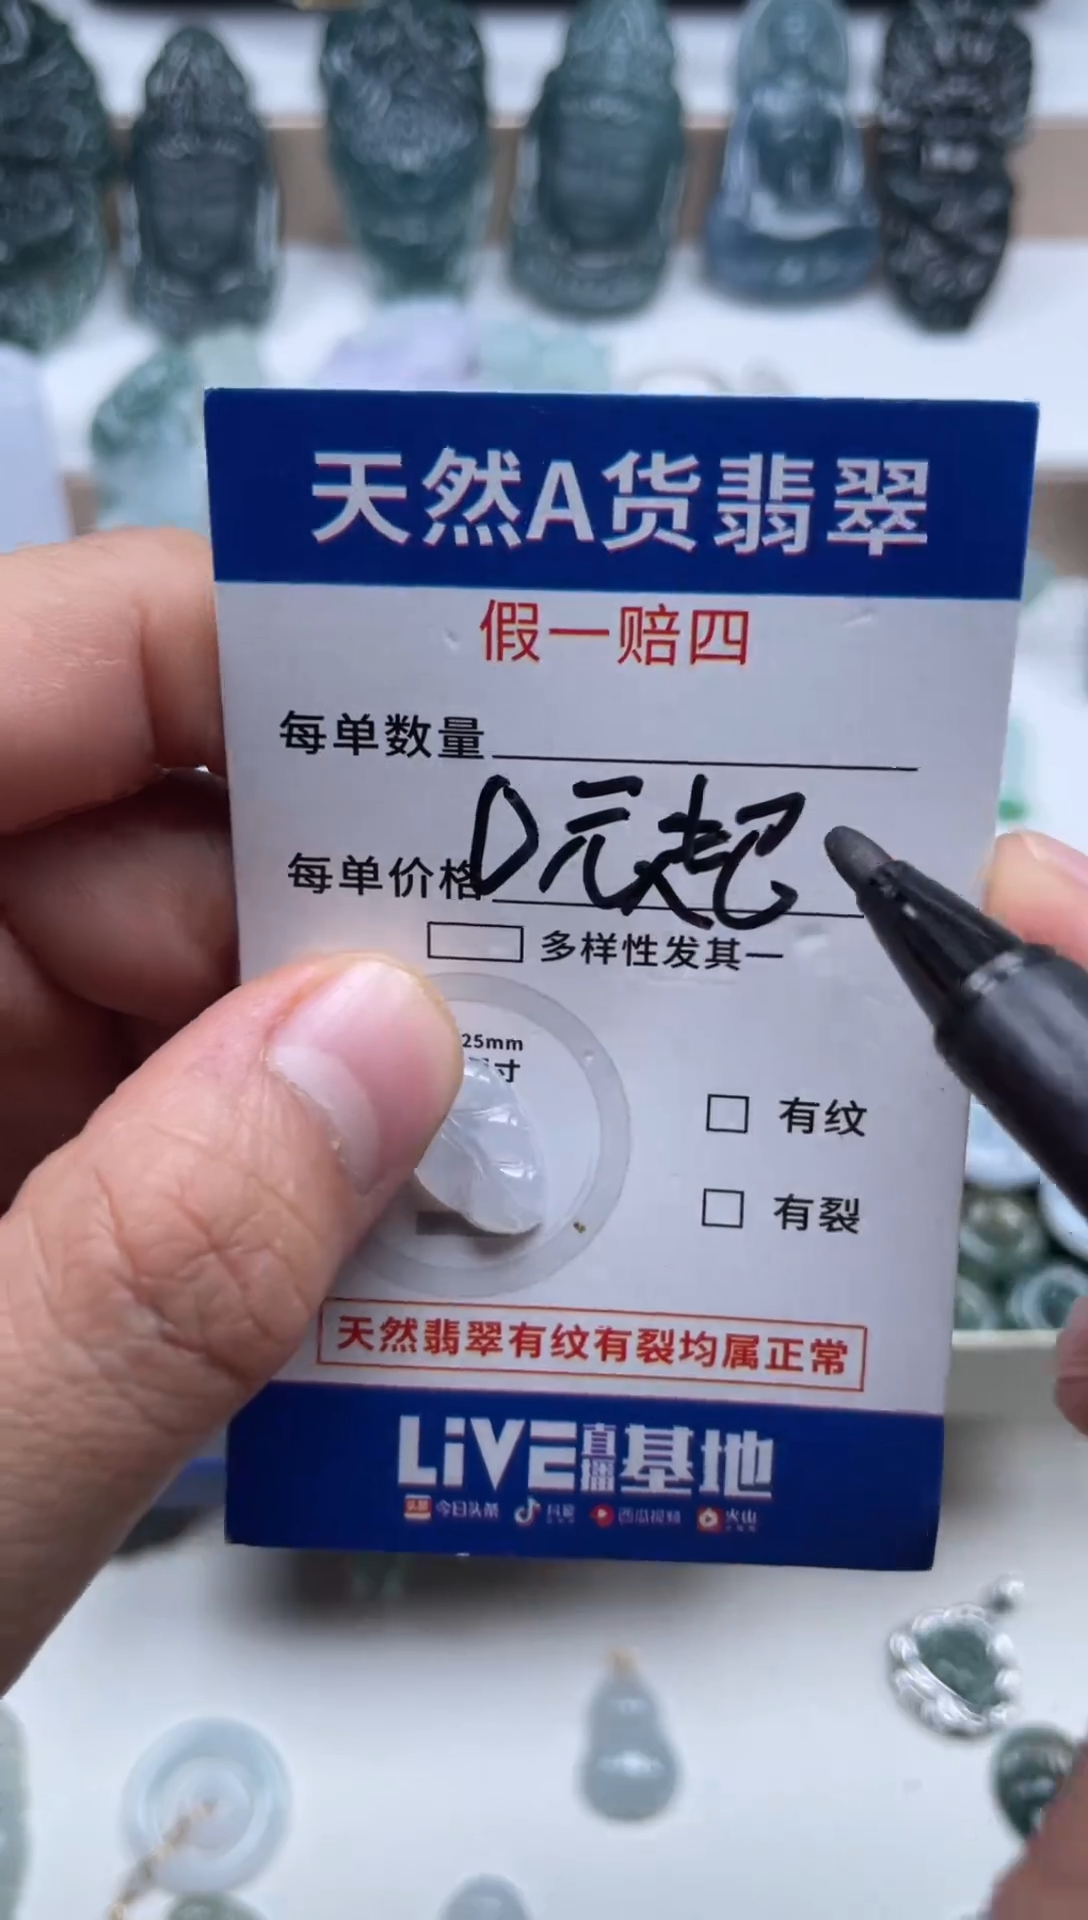 天然A货翡翠
假一赔四
每单数量
每单价格0元起
多样性发其一
25mm
寸
有纹
有裂
天然翡翠有纹有裂均属正常
LiVE直播基地
头条 今日头条 抖音 西瓜视频 火山